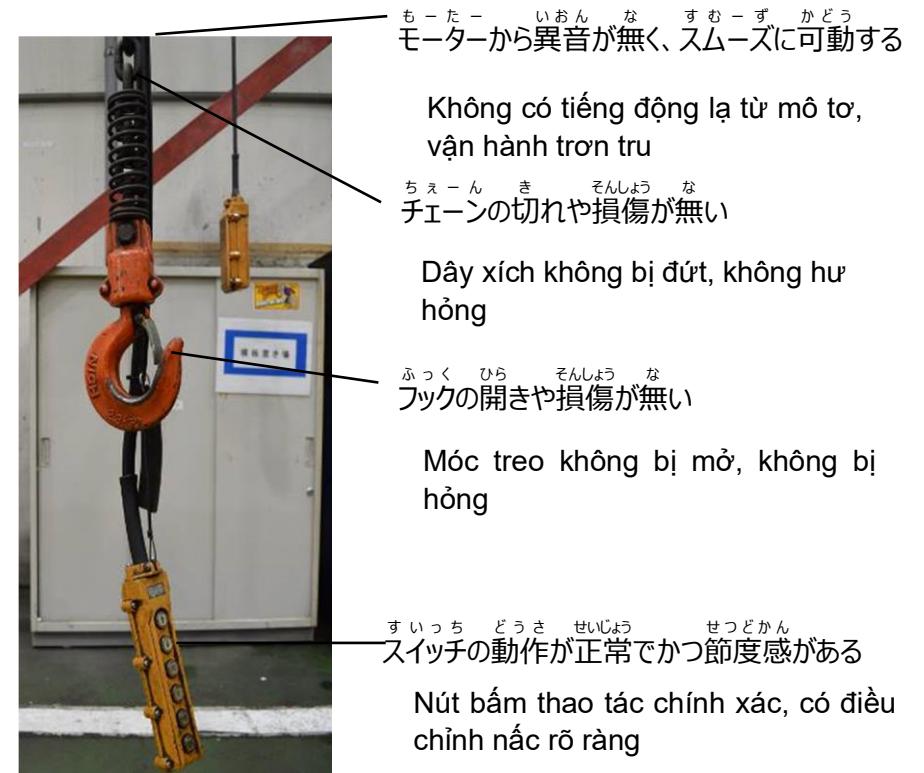 もーたー いおん な すむーず かどう
モーターから異音が無く、スムーズに可動する
Không có tiếng động lạ từ mô tơ,
vận hành trơn tru
ちぇーん き そんしょう な
チェーンの切れや損傷が無い
Dây xích không bị đứt, không hư
hỏng
ふっく ひら そんしょう な
フックの開きや損傷が無い
Móc treo không bị mở, không bị
hỏng
すいっち どうさ せいじょう せつどかん
スイッチの動作が正常でかつ節度感がある
Nút bấm thao tác chính xác, có điều
chỉnh nấc rõ ràng